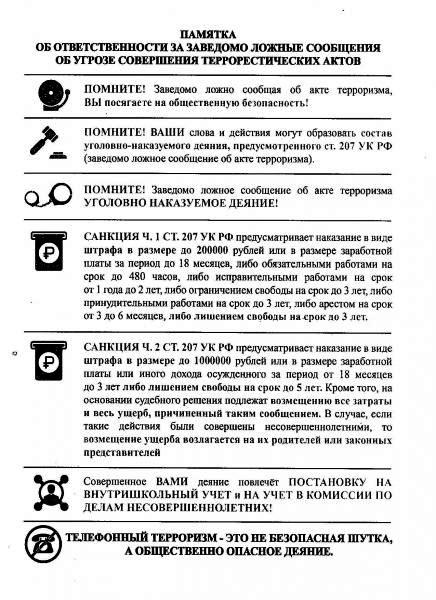 ПАМЯТКА
ОБ ОТВЕТСТВЕННОСТИ ЗА ЗАВЕДОМО ЛОЖНЫЕ СООБЩЕНИЯ
ОБ УГРОЗЕ СОВЕРШЕНИЯ ТЕРРОРЕСТИЧЕСКИХ АКТОВ
ПОМНИТЕ! Заведомо ложно сообщая об акте терроризма,
ВЫ посягаете на общественную безопасность!
ПОМНИТЕ! ВАШИ слова и действия могут образовать состав
уголовно-наказуемого деяния, предусмотренного ст. 207 УК РФ
(заведомо ложное сообщение об акте терроризма).
ПОМНИТЕ! Заведомо ложное сообщение об акте терроризма
УГОЛОВНО НАКАЗУЕМОЕ ДЕЯНИЕ!
САНКЦИЯ Ч. 1 СТ. 207 УК РФ предусматривает наказание в виде
штрафа в размере до 200000 рублей или в размере заработной
платы за период до 18 месяцев, либо обязательными работами на
срок до 480 часов, либо исправительными работами на срок
от 1 года до 2 лет, либо ограничением свободы на срок до 3 лет, либо
принудительными работами на срок до 3 лет, либо арестом на срок
от 3 до 6 месяцев, либо лишением свободы на срок до 3 лет.
САНКЦИЯ Ч. 2 СТ. 207 УК РФ предусматривает наказание в виде
штрафа в размере до 1000000 рублей или в размере заработной
платы или иного дохода осужденного за период от 18 месяцев
до 3 лет либо лишением свободы на срок до 5 лет. Кроме того, на
основании судебного решения подлежат возмещению все затраты
и весь ущерб, причиненный таким сообщением. В случае, если
такие действия были совершены несовершеннолетними, то
возмещение ущерба возлагается на их родителей или законных
представителей
Совершенное ВАМИ деяние повлечёт ПОСТАНОВКУ НА
ВНУТРИШКОЛЬНЫЙ УЧЕТ и НА УЧЕТ В КОМИССИИ ПО
ДЕЛАМ НЕСОВЕРШЕННОЛЕТНИХ!
ТЕЛЕФОННЫЙ ТЕРРОРИЗМ - ЭТО НЕ БЕЗОПАСНАЯ ШУТКА,
А ОБЩЕСТВЕННО ОПАСНОЕ ДЕЯНИЕ.